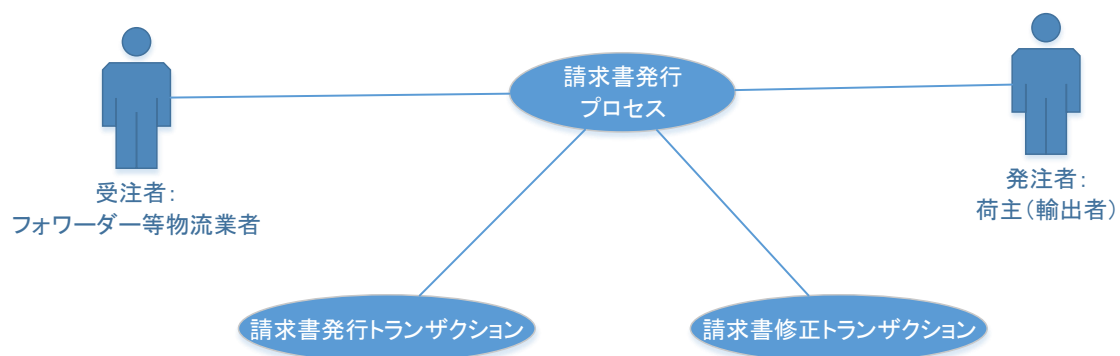 請求書発行
プロセス
受注者：
フォワーダー等物流業者
発注者：
荷主（輸出者）
請求書発行トランザクション
請求書修正トランザクション